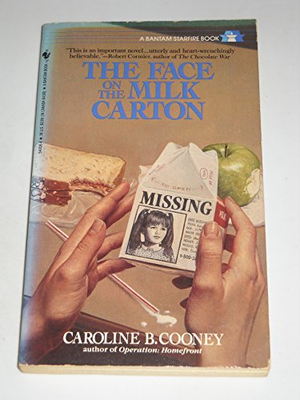 A BANTAM STARFIRE BOOK
"This is an important novel...utterly and heart-wrenchingly
believable."—Robert Cormier, author of The Chocolate War
THE FACE
ON THE MILK
CARTON
MISSING
CAROLINE B. COONEY
author of Operation: Homefront